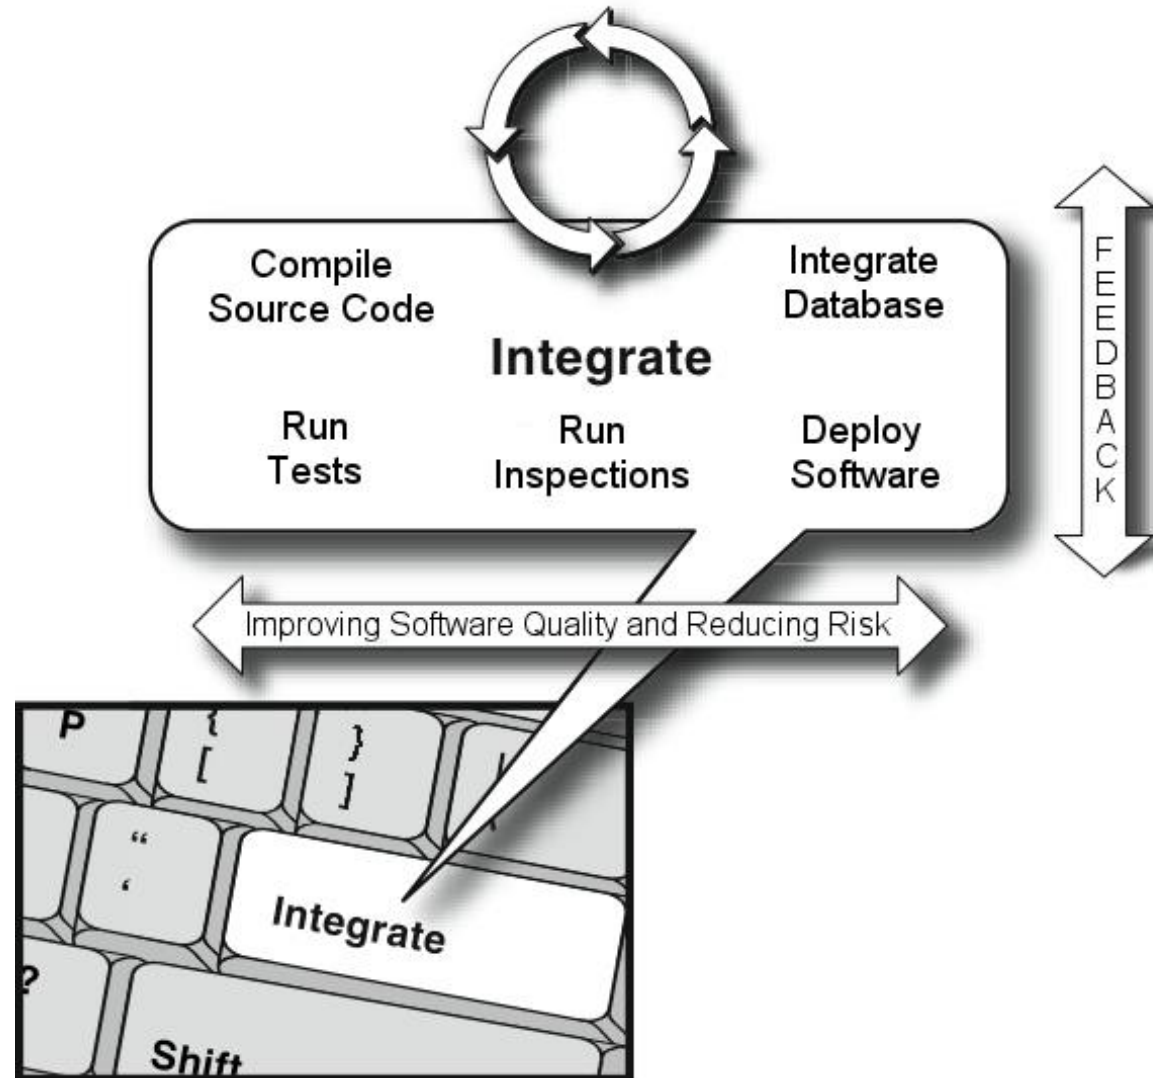 Compile
Source Code
Integrate
Database
Integrate
Run
Tests
Run
Inspections
Deploy
Software
FEEDBACK
Improving Software Quality and Reducing Risk
P
{
[
}
]
|
\
“
‘
Integrate
?
Shift